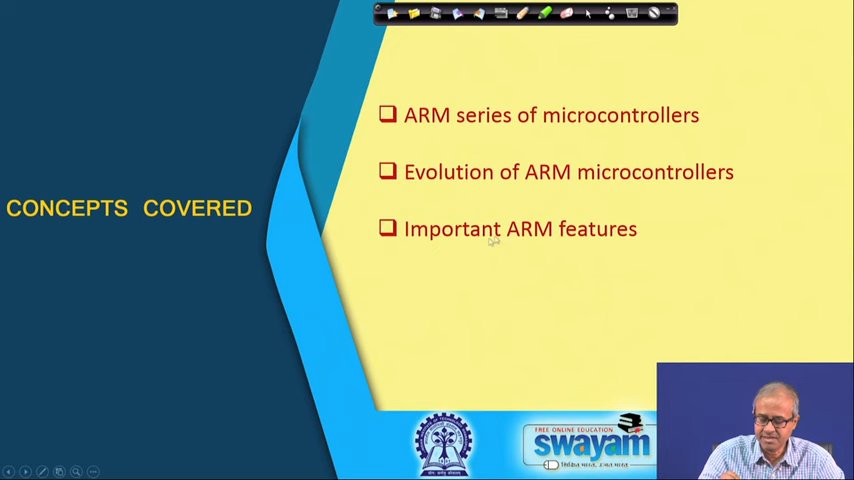 CONCEPTS COVERED
ARM series of microcontrollers
Evolution of ARM microcontrollers
Important ARM features
FREE ONLINE EDUCATION
swayam